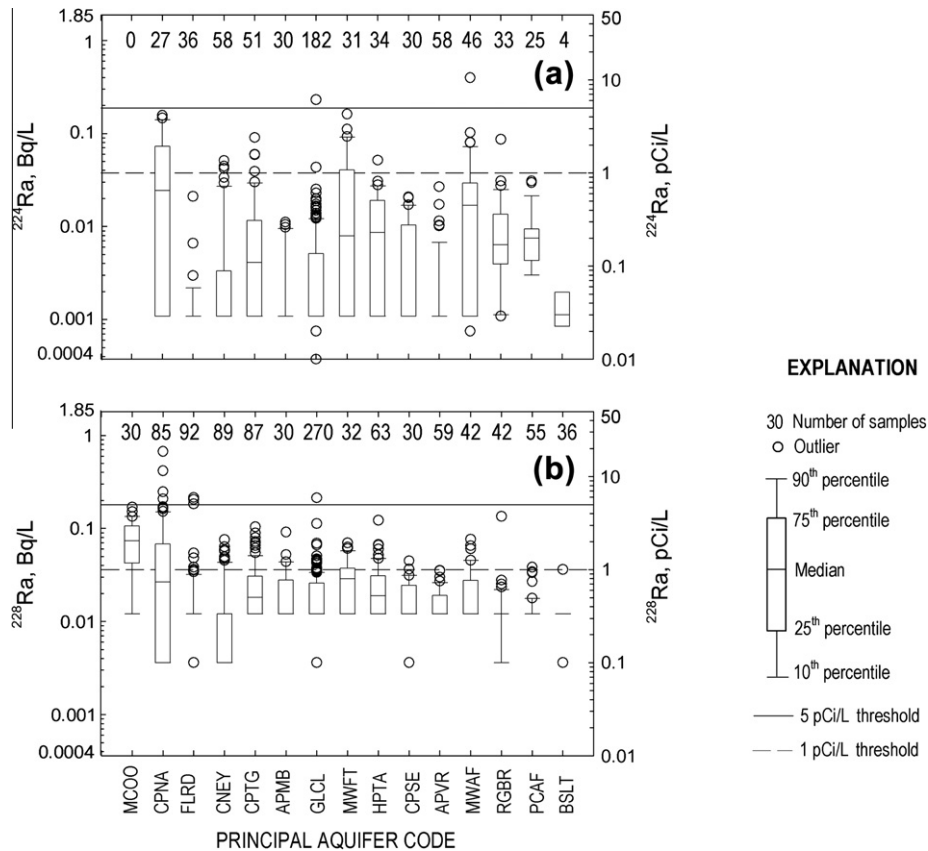 1.85
1
0.1
0.01
0.001
0.0004
²²⁴Ra, Bq/L
0 27 36 58 51 30 182 31 34 30 58 46 33 25 4
(a)
50
10
1
0.1
0.01
²²⁴Ra, pCi/L
1.85
1
0.1
0.01
0.001
0.0004
²²⁸Ra, Bq/L
30 85 92 89 87 30 270 32 63 30 59 42 42 55 36
(b)
50
10
1
0.1
0.01
²²⁸Ra, pCi/L
MCOO
CPNA
FLRD
CNEY
CPTG
APMB
GLCL
MWFT
HPTA
CPSE
APVR
MWAF
RGBR
PCAF
BSLT
PRINCIPAL AQUIFER CODE
EXPLANATION
30 Number of samples
Outlier
90th percentile
75th percentile
Median
25th percentile
10th percentile
5 pCi/L threshold
1 pCi/L threshold